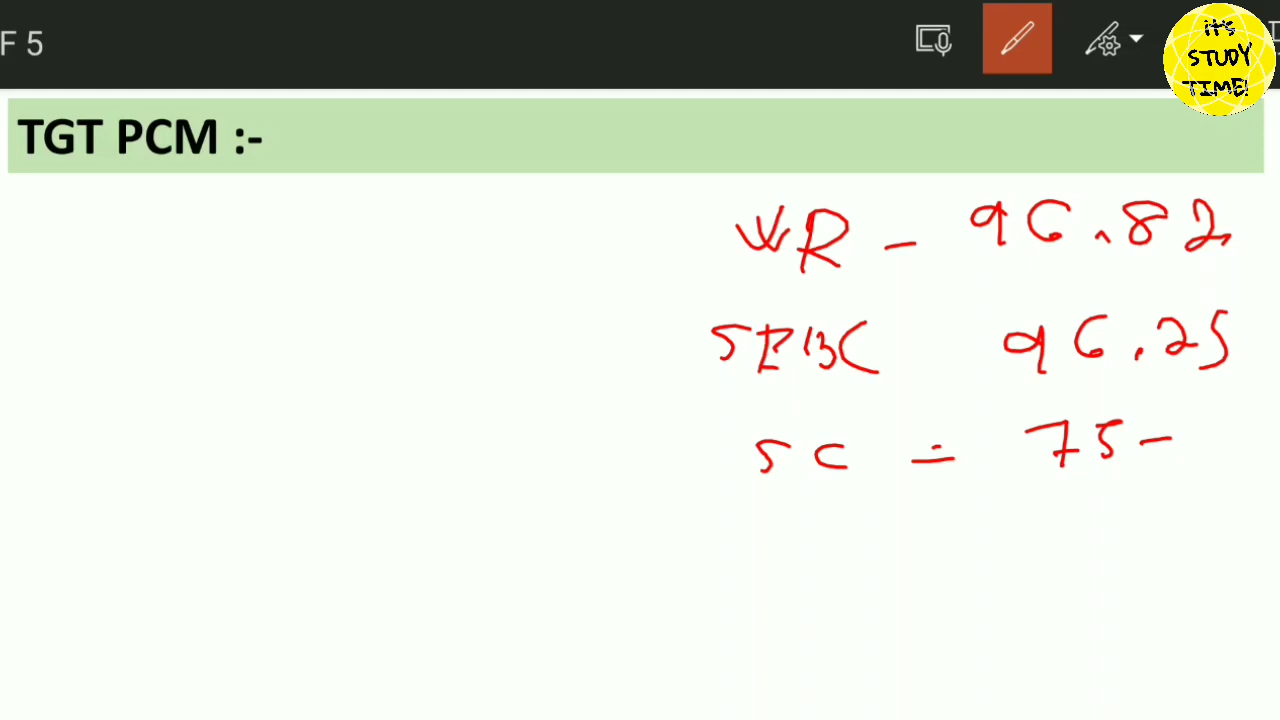 F 5
It's
STUDY
TIME!
TGT PCM :-
UR - 96.82
SEBC 96.25
SC = 75-